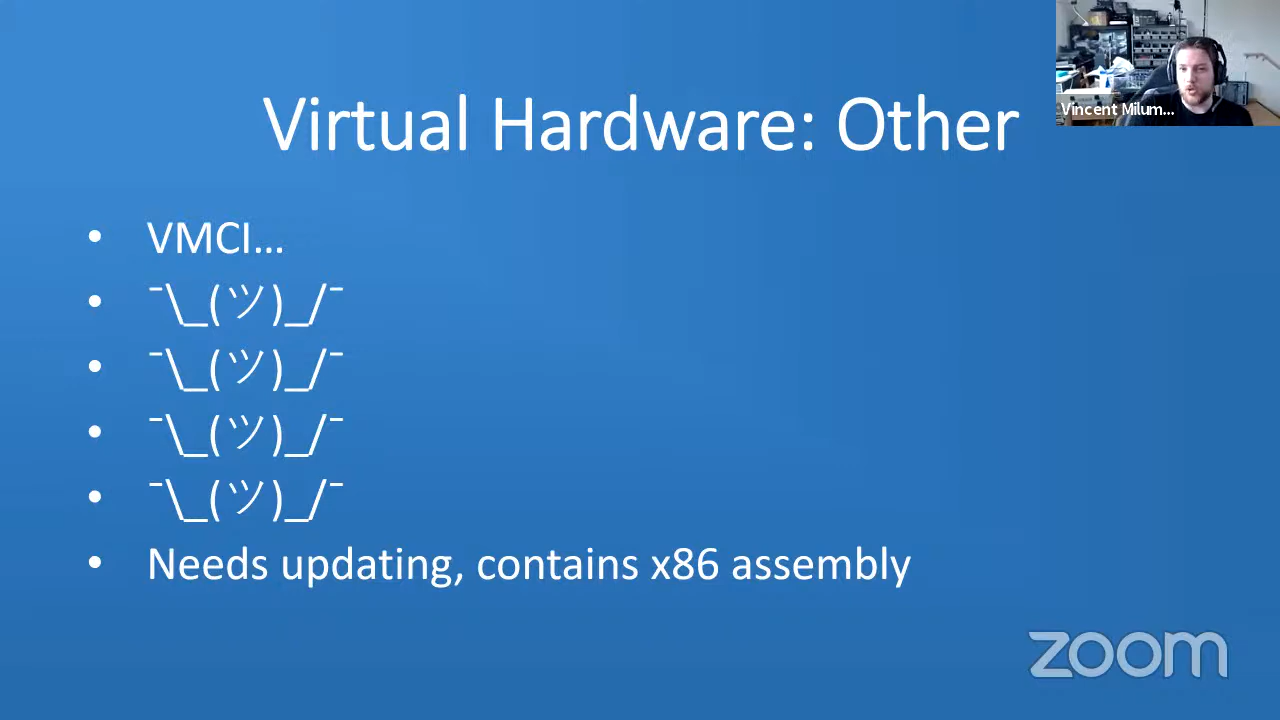 Vincent Milum...
Virtual Hardware: Other
• VMCI...
• ¯\_(ツ)_/¯
• ¯\_(ツ)_/¯
• ¯\_(ツ)_/¯
• ¯\_(ツ)_/¯
• Needs updating, contains x86 assembly
zoom